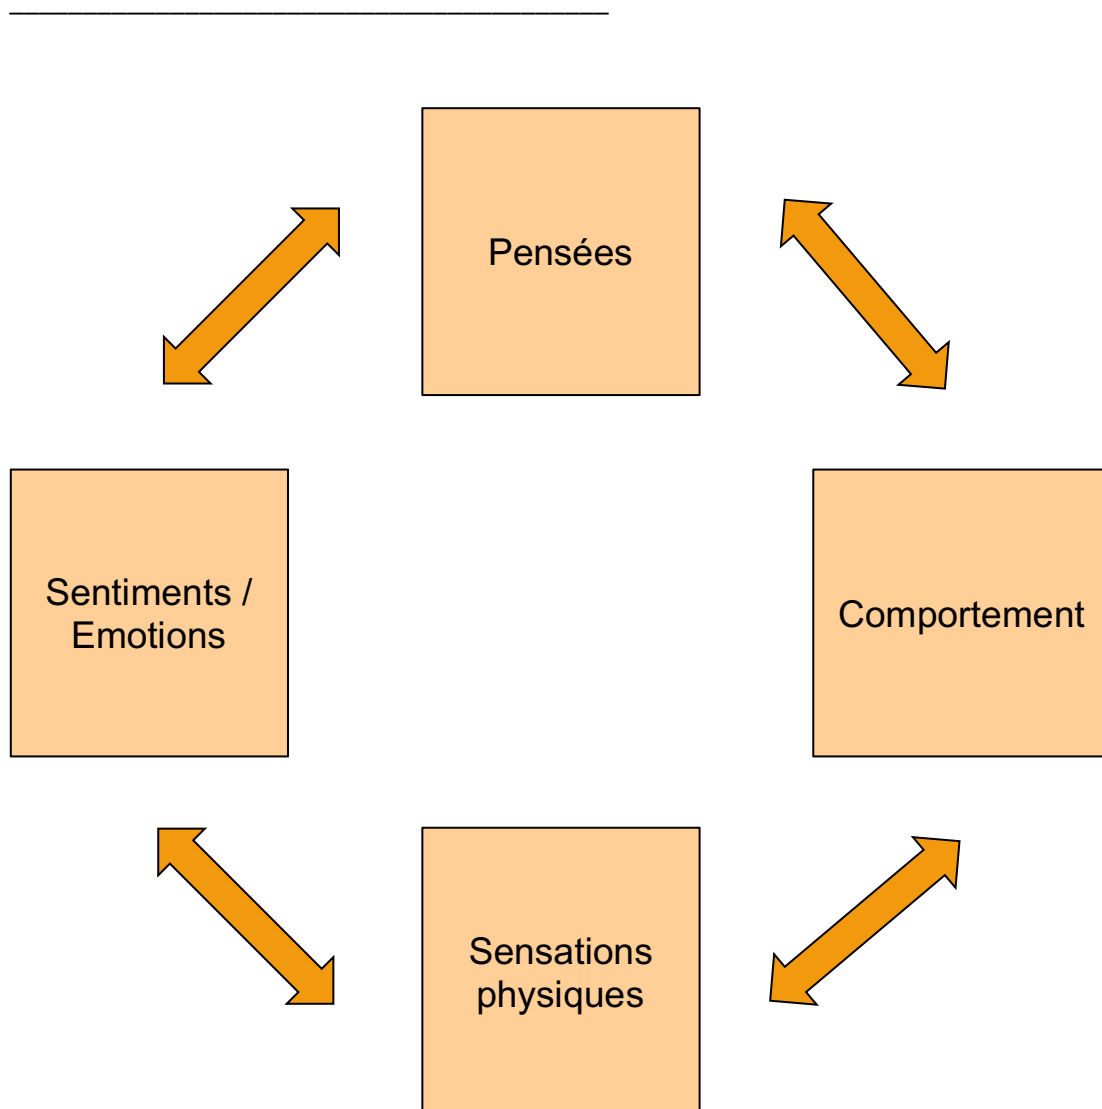 Pensées
Sentiments /
Emotions
Comportement
Sensations
physiques